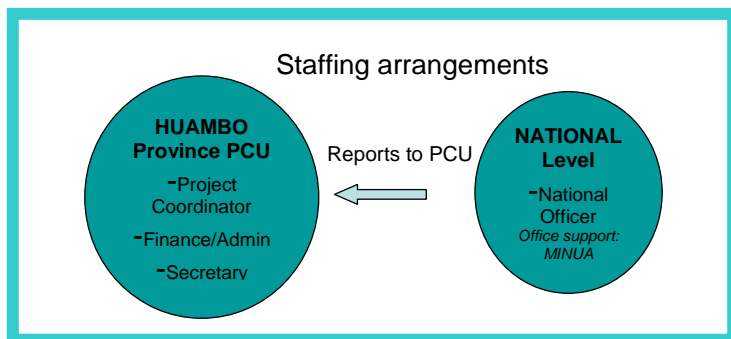 Staffing arrangements
HUAMBO
Province PCU
-Project
Coordinator
-Finance/Admin
-Secretary
Reports to PCU
NATIONAL
Level
-National
Officer
Office support:
MINUA